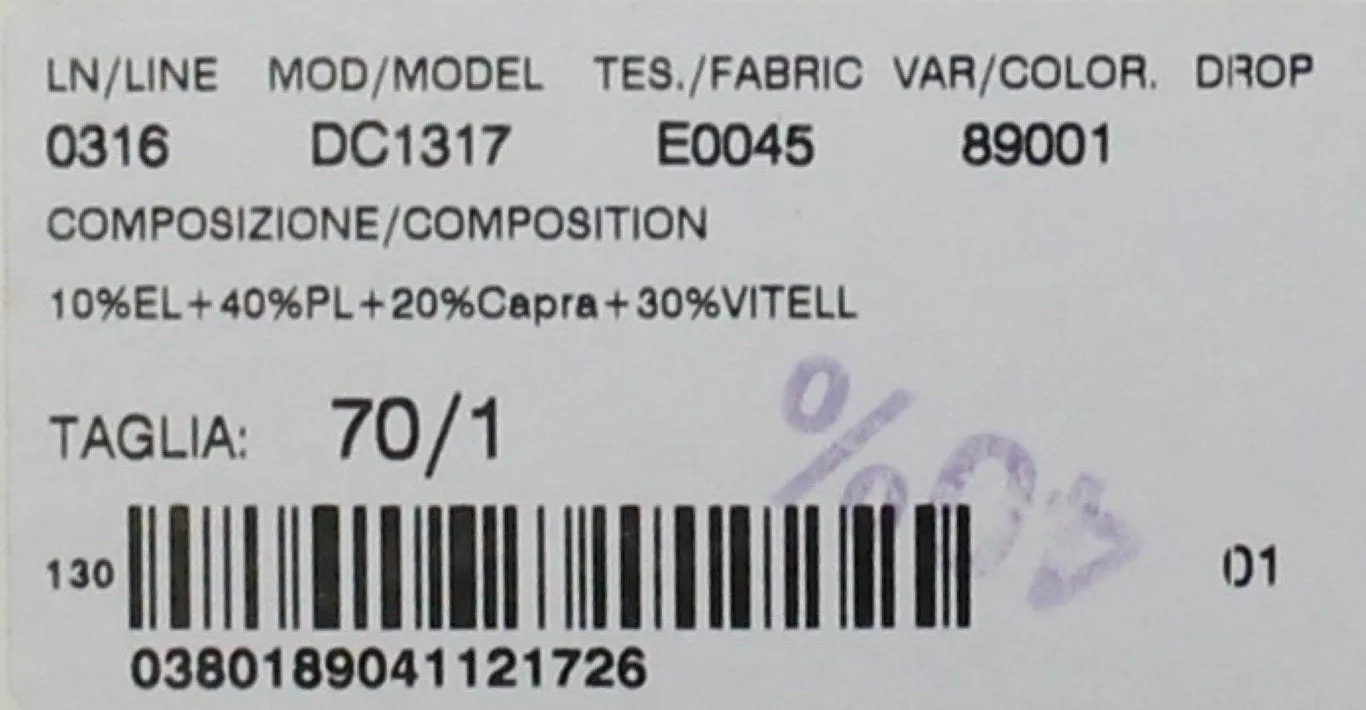 LN/LINE MOD/MODEL TES./FABRIC VAR/COLOR. DROP
0316 DC1317 E0045 89001
COMPOSIZIONE/COMPOSITION
10%EL+40%PL+20%Capra+30%VITELL
TAGLIA: 70/1
40%
130
01
0380189041121726